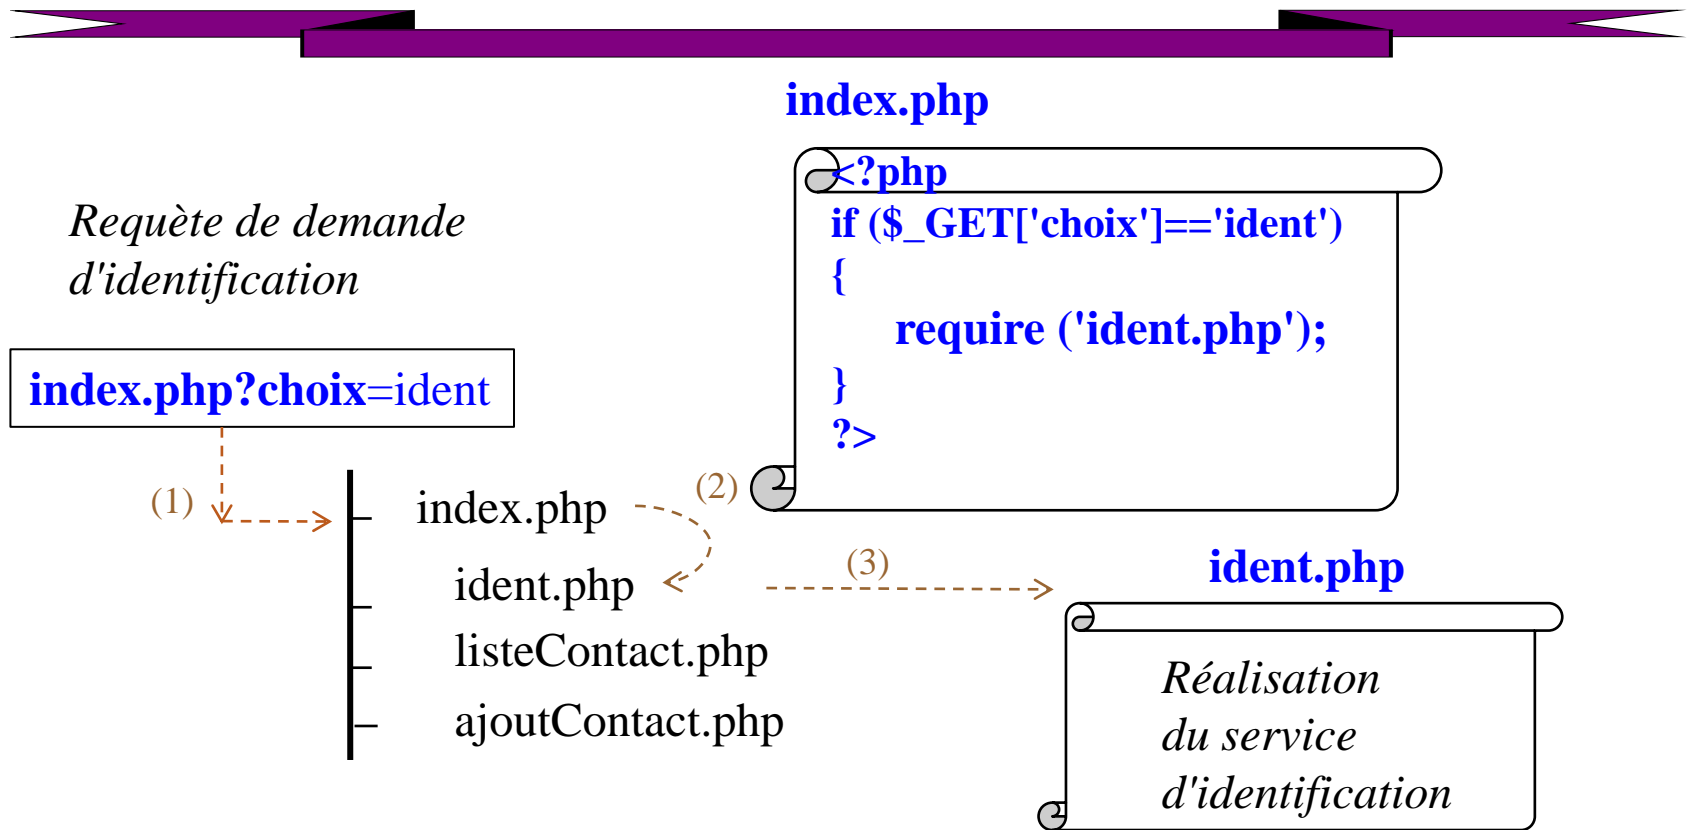 index.php
<?php
if ($_GET['choix']=='ident')
{
require ('ident.php');
}
?>
Requète de demande
d'identification
index.php?choix=ident
(1)
index.php
(2)
ident.php
listeContact.php
ajoutContact.php
(3)
ident.php
Réalisation
du service
d'identification